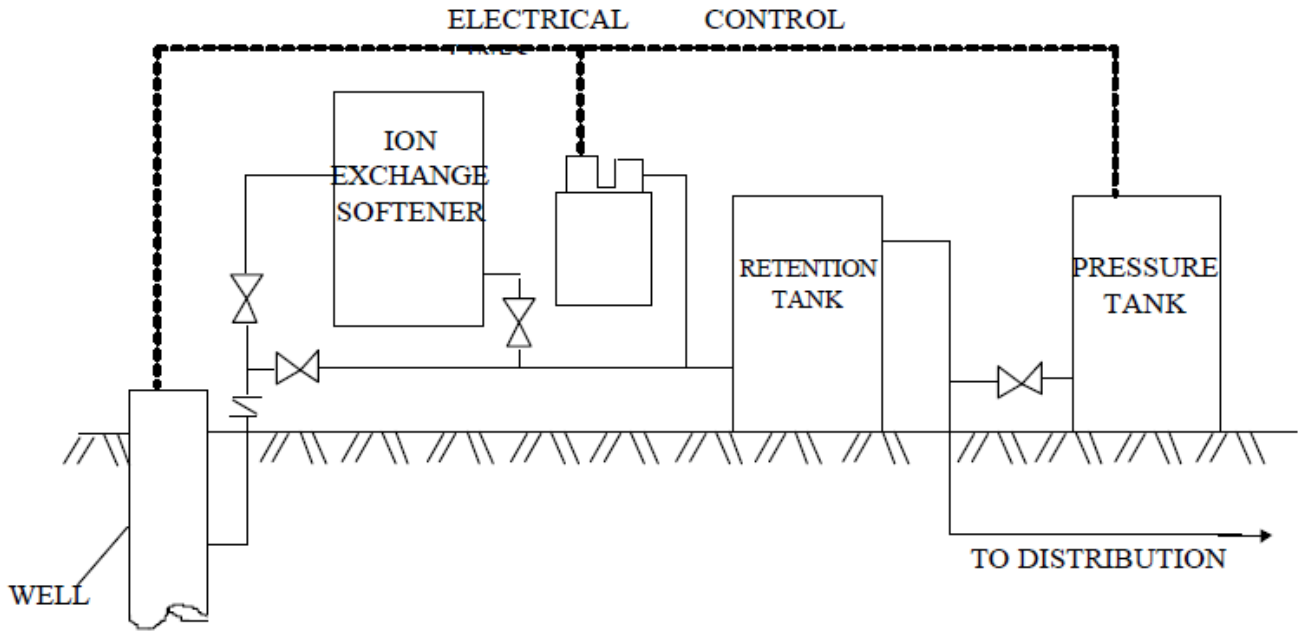 ELECTRICAL CONTROL
ION
EXCHANGE
SOFTENER
RETENTION
TANK
PRESSURE
TANK
TO DISTRIBUTION
WELL